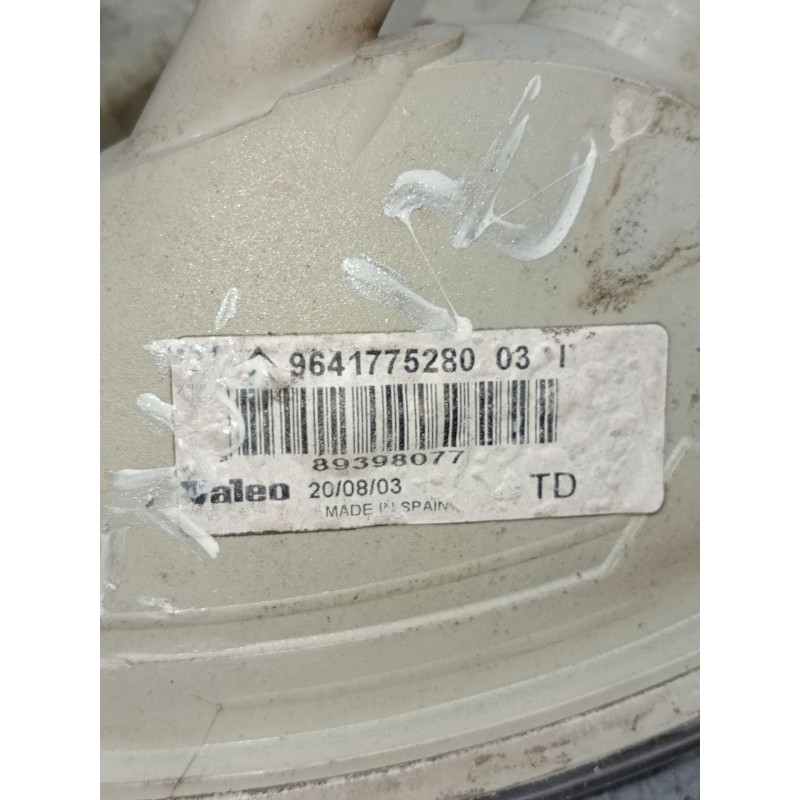 9641775280 03
89398077
Valeo 20/08/03 TD
MADE IN SPAIN